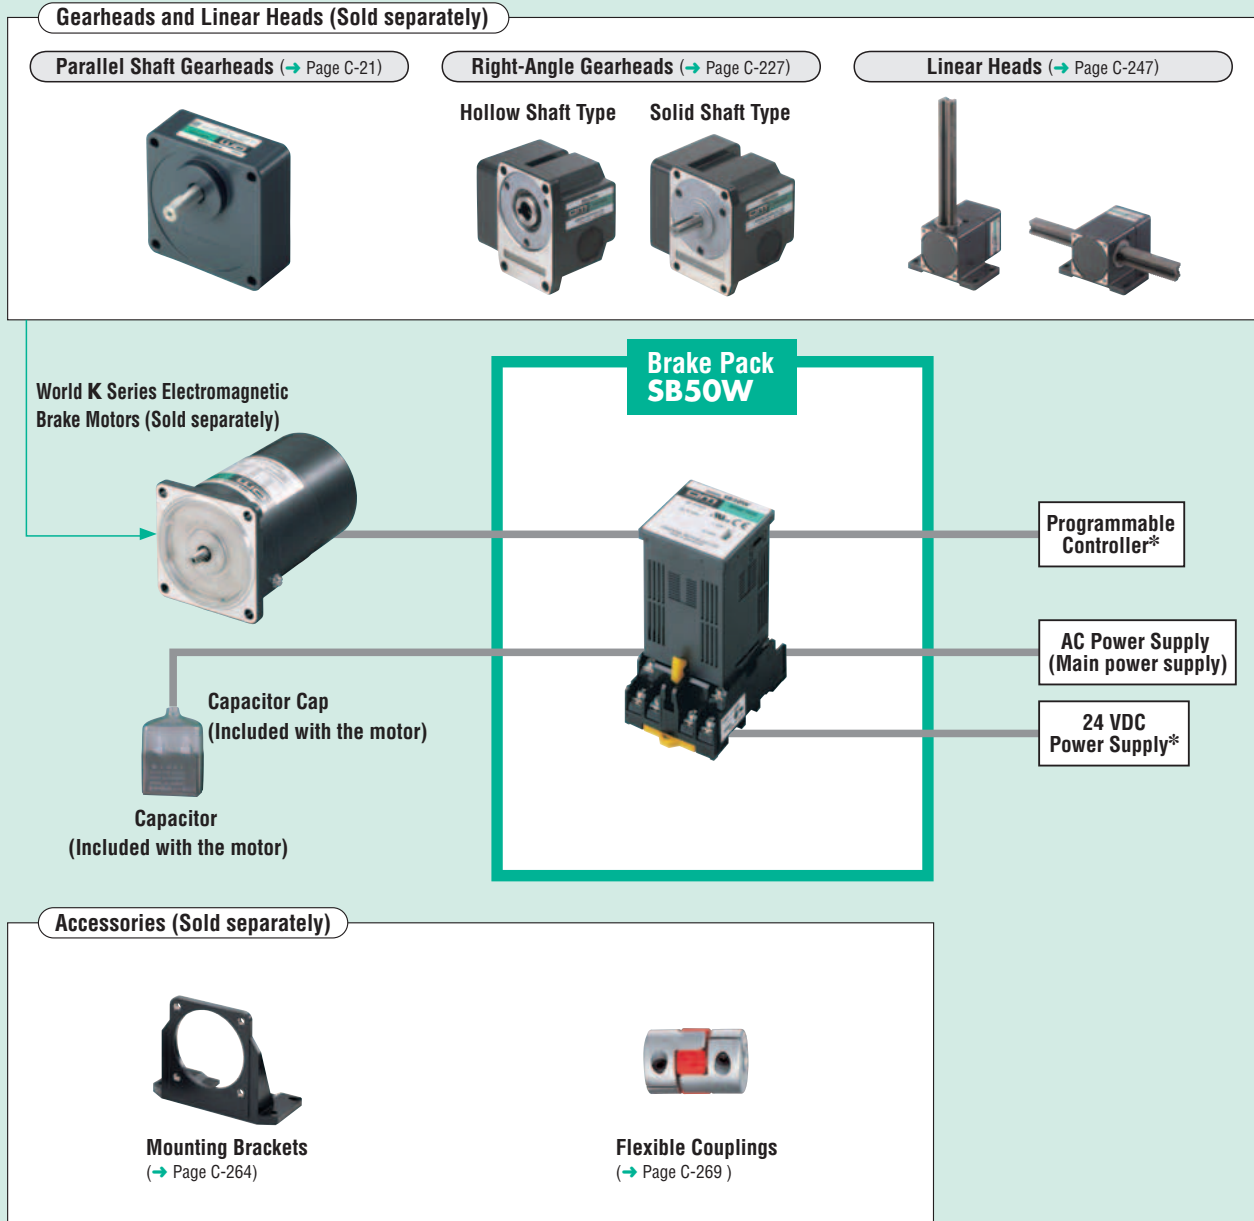 Gearheads and Linear Heads (Sold separately)
Parallel Shaft Gearheads (➜ Page C-21)
Right-Angle Gearheads (➜ Page C-227)
Linear Heads (➜ Page C-247)
Hollow Shaft Type
Solid Shaft Type
Brake Pack
SB50W
World K Series Electromagnetic
Brake Motors (Sold separately)
Programmable
Controller*
AC Power Supply
(Main power supply)
24 VDC
Power Supply*
Capacitor Cap
(Included with the motor)
Capacitor
(Included with the motor)
Accessories (Sold separately)
Mounting Brackets
(➜ Page C-264)
Flexible Couplings
(➜ Page C-269 )